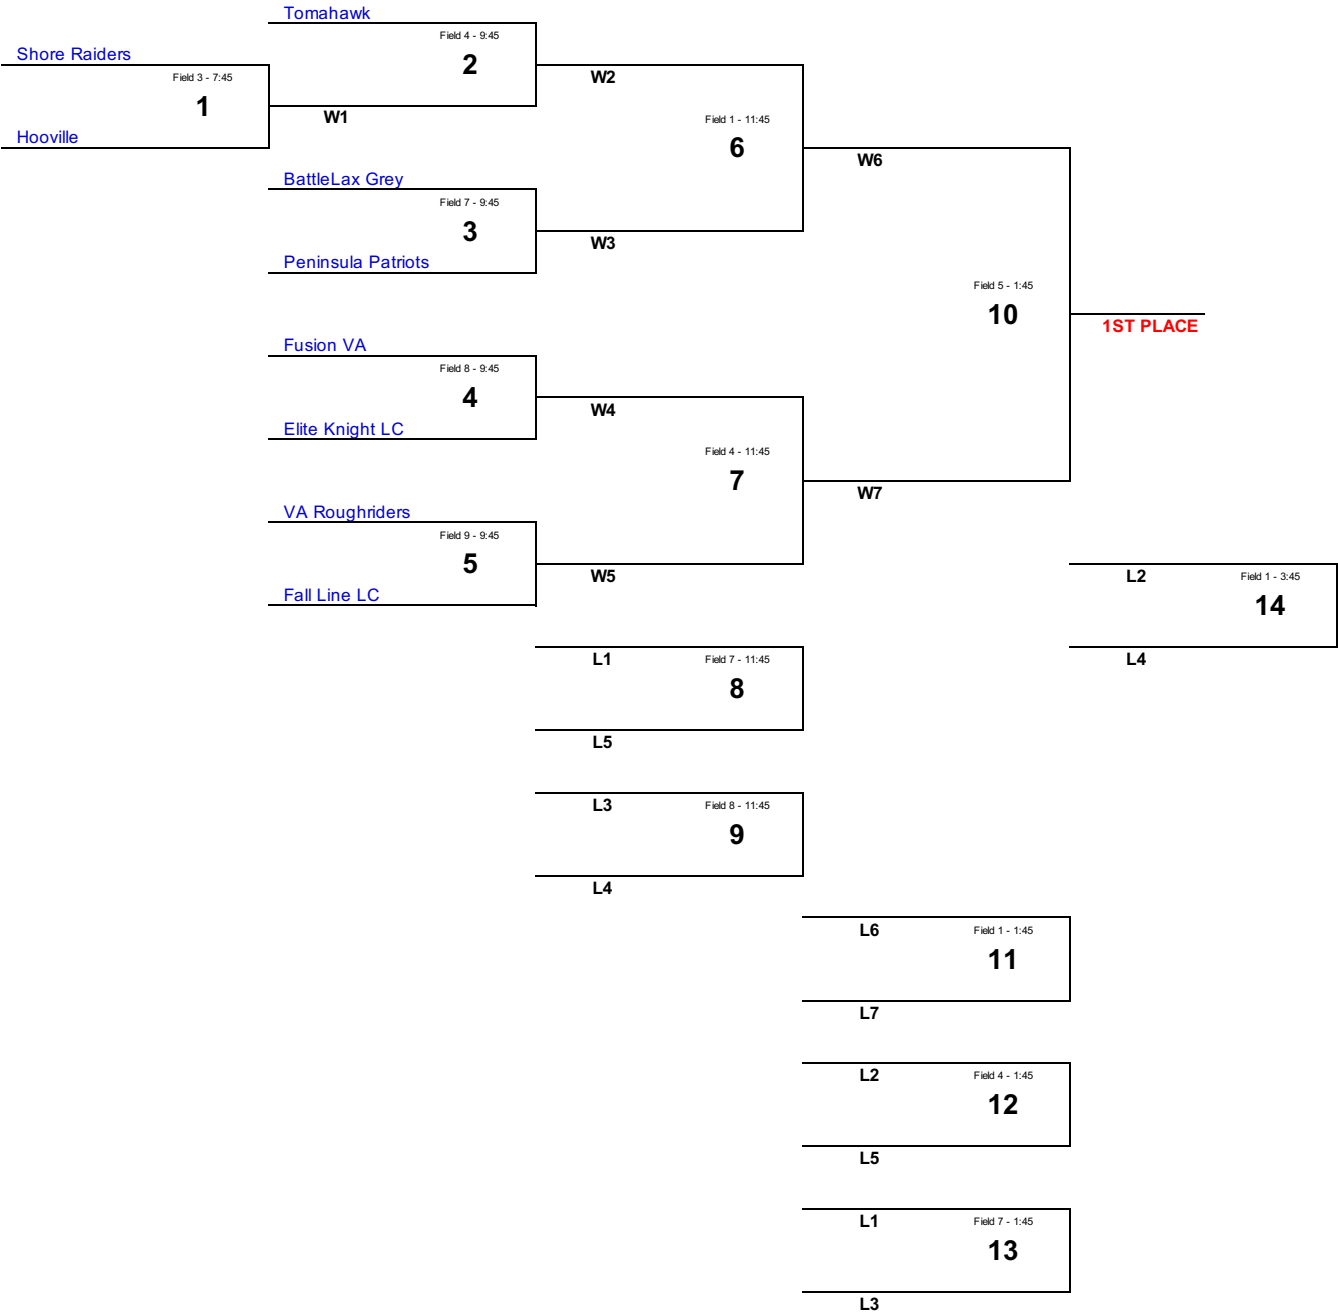 Tomahawk
Field 4 - 9:45
Shore Raiders
2
Field 3 - 7:45
W2
1
W1
Field 1 - 11:45
Hooville
6
W6
BattleLax Grey
Field 7 - 9:45
3
W3
Peninsula Patriots
Field 5 - 1:45
10
1ST PLACE
Fusion VA
Field 8 - 9:45
4
W4
Elite Knight LC
Field 4 - 11:45
7
W7
VA Roughriders
Field 9 - 9:45
5
W5
L2
Field 1 - 3:45
Fall Line LC
14
L1
Field 7 - 11:45
L4
8
L5
L3
Field 8 - 11:45
9
L4
L6
Field 1 - 1:45
11
L7
L2
Field 4 - 1:45
12
L5
L1
Field 7 - 1:45
13
L3